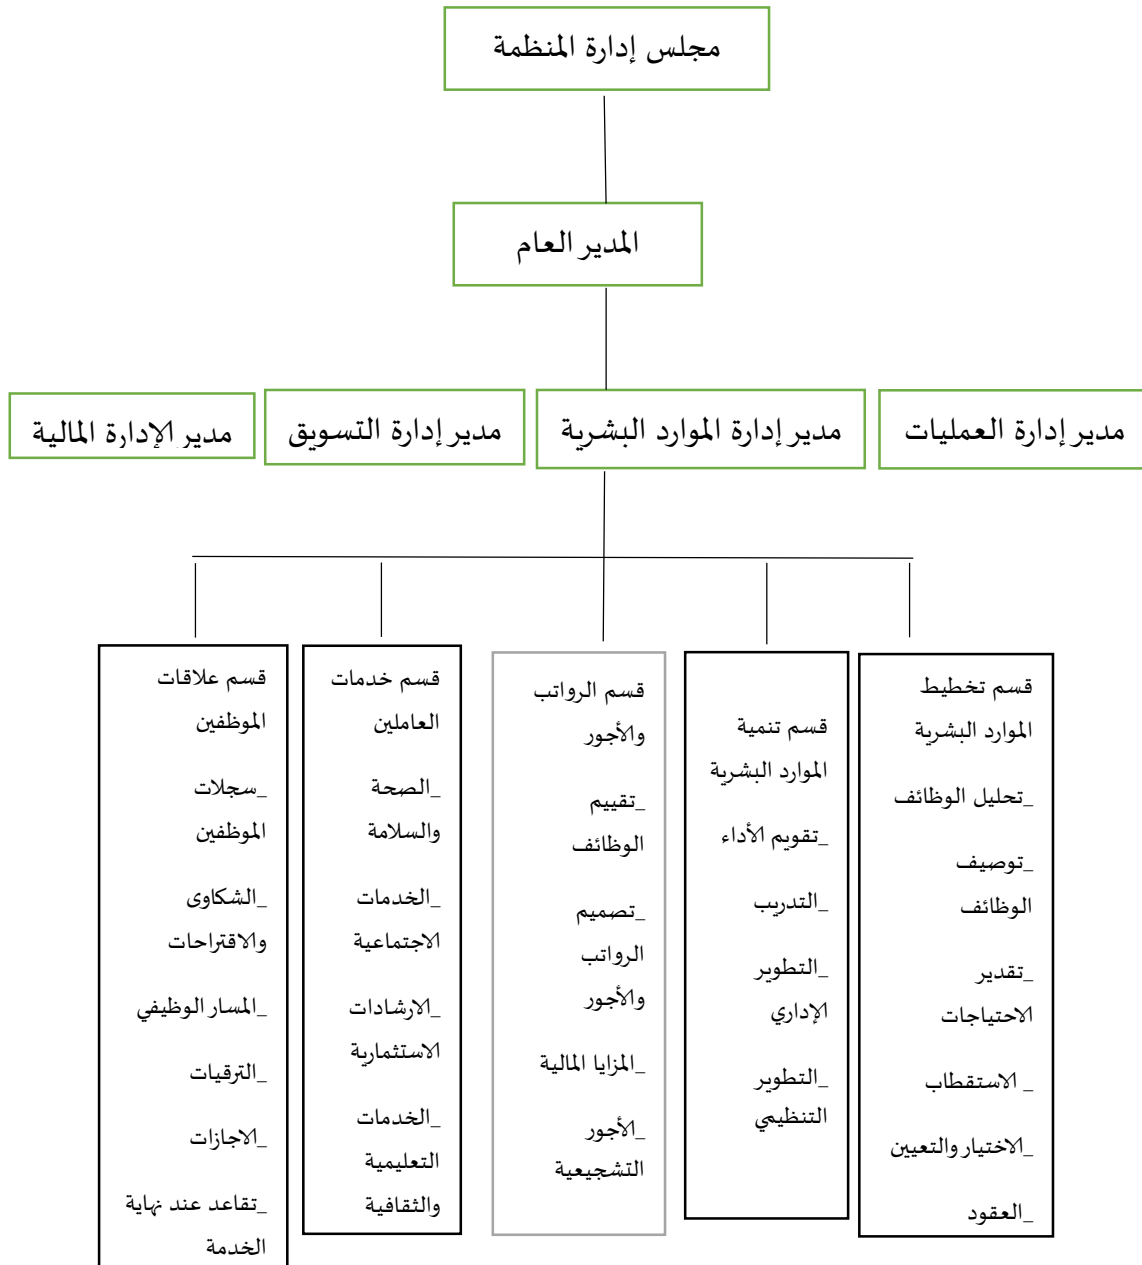 مجلس إدارة المنظمة
المدير العام
مدير إدارة العمليات
مدير إدارة الموارد البشرية
مدير إدارة التسويق
مدير الإدارة المالية
قسم تخطيط
الموارد البشرية
_تحليل الوظائف
_توصيف
الوظائف
_تقدير
الاحتياجات
_ الاستقطاب
_الاختيار والتعيين
_العقود
قسم تنمية
الموارد البشرية
_تقويم الأداء
_التدريب
_التطوير
الإداري
_التطوير
التنظيمي
قسم الرواتب
والأجور
_تقييم
الوظائف
_تصميم
الرواتب
والأجور
_المزايا المالية
_الأجور
التشجيعية
قسم خدمات
العاملين
_الصحة
والسلامة
_الخدمات
الاجتماعية
_الارشادات
الاستثمارية
_الخدمات
التعليمية
والثقافية
قسم علاقات
الموظفين
_سجلات
الموظفين
_الشكاوى
والاقتراحات
_المسار الوظيفي
_الترقيات
_الاجازات
_تقاعد عند نهاية
الخدمة